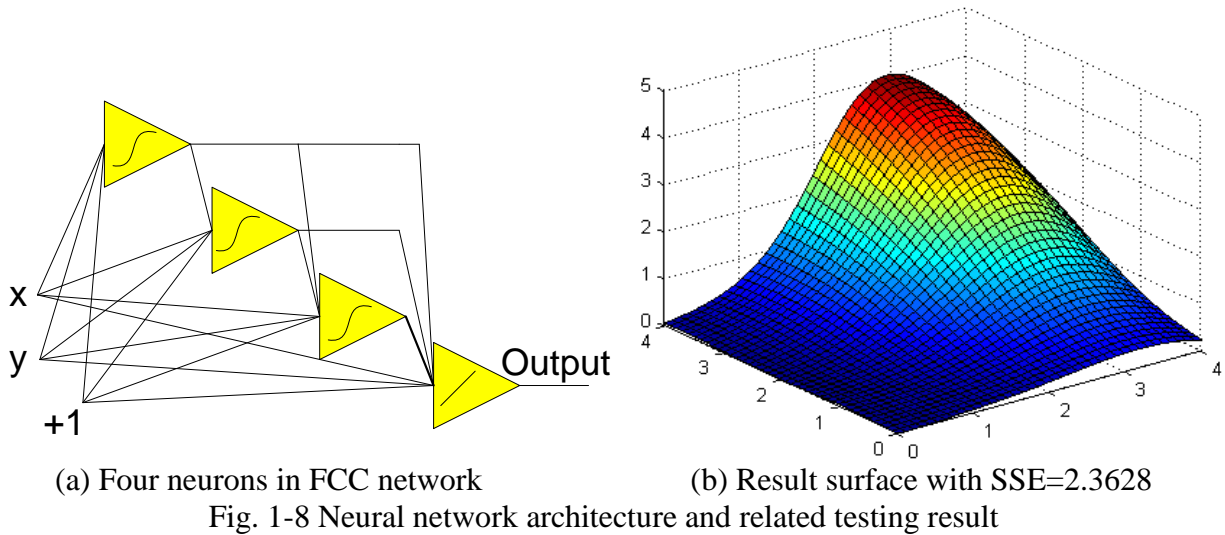 x
y
+1
Output
5
4
3
2
1
0
4
3
2
1
0
0
1
2
3
4
(a) Four neurons in FCC network
(b) Result surface with SSE=2.3628
Fig. 1-8 Neural network architecture and related testing result